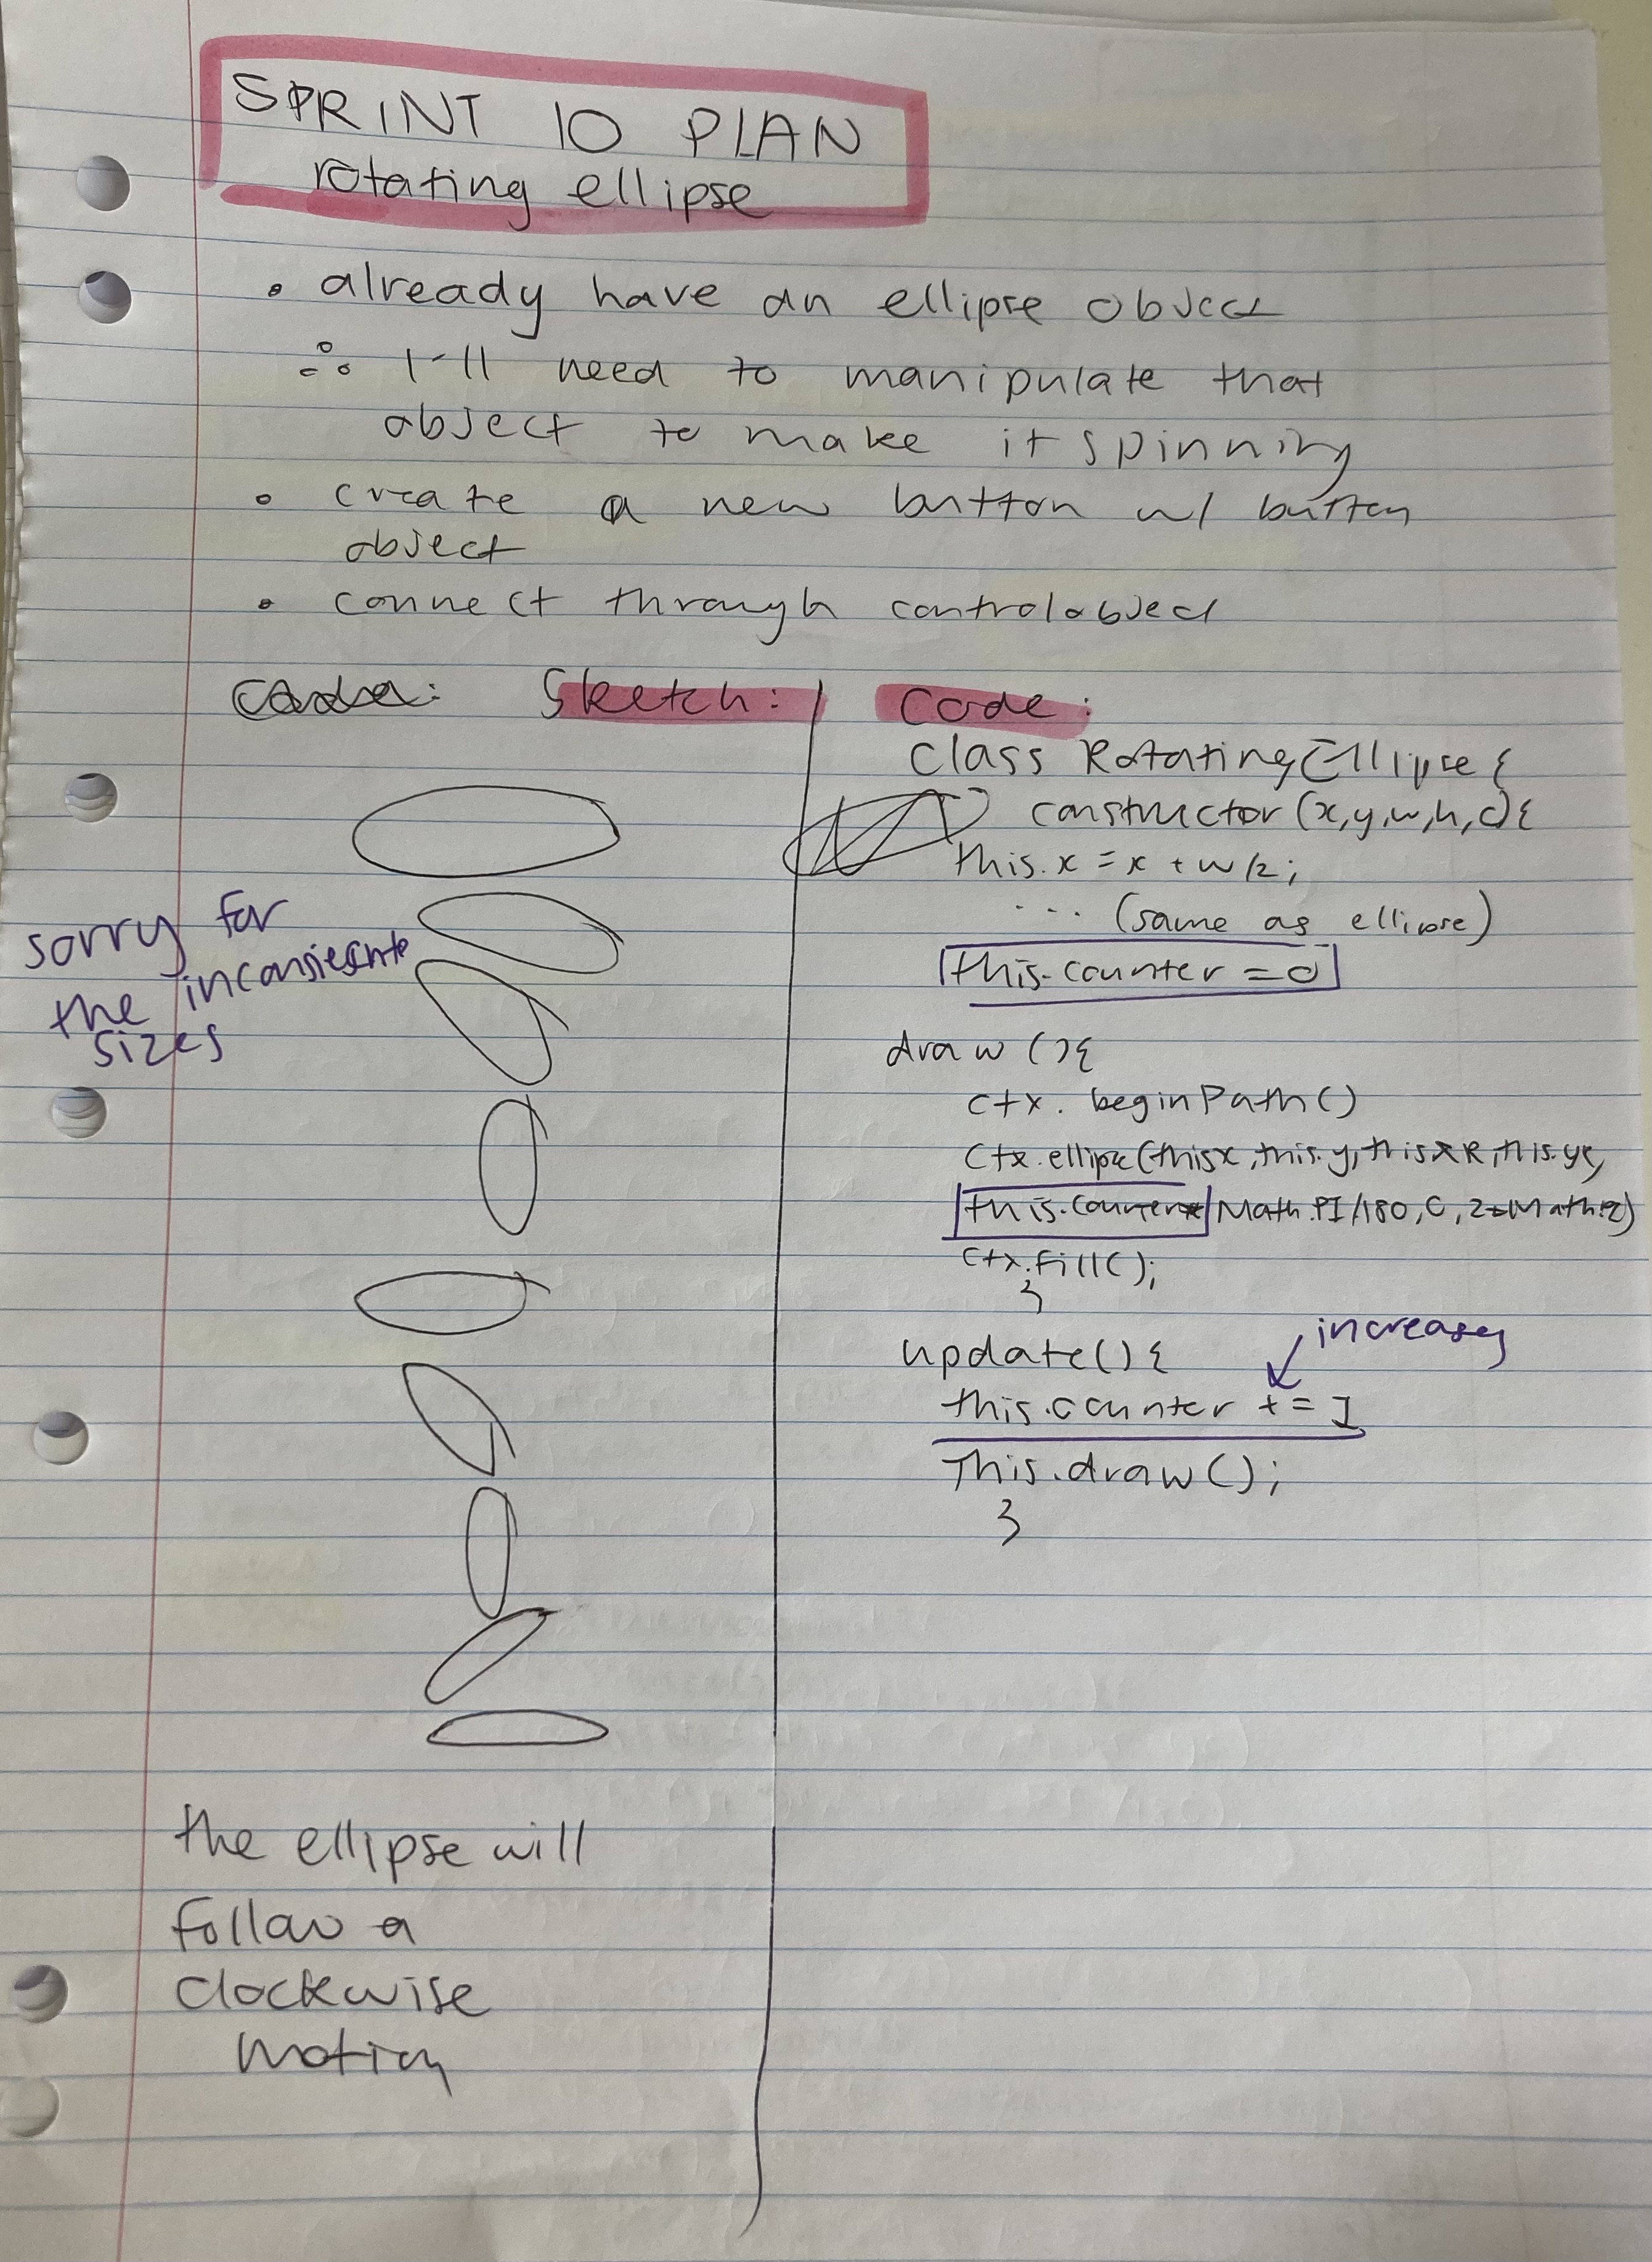 SPRINT 10 PLAN
rotating ellipse
• already have an ellipse object
∴ I'll need to manipulate that
object to make it spinning
• create a new button w/ button
object
• connect through controlobject
Sketch:
sorry for
the
sizes
the ellipse will
follow a
clockwise
motion
Code:
class RotatingEllipse{
constructor (x,y,w,h,c){
this.x = x + w/2;
... (same as ellipse)
this.counter = 0
draw (){
ctx. beginPath()
ctx.ellipse(this.x, this.y, this.xR, this.yR,
this.counter* Math.PI/180, 0, 2*Math.PI)
ctx.fill();
}
update(){
increases
this.counter += 1
This.draw();
}